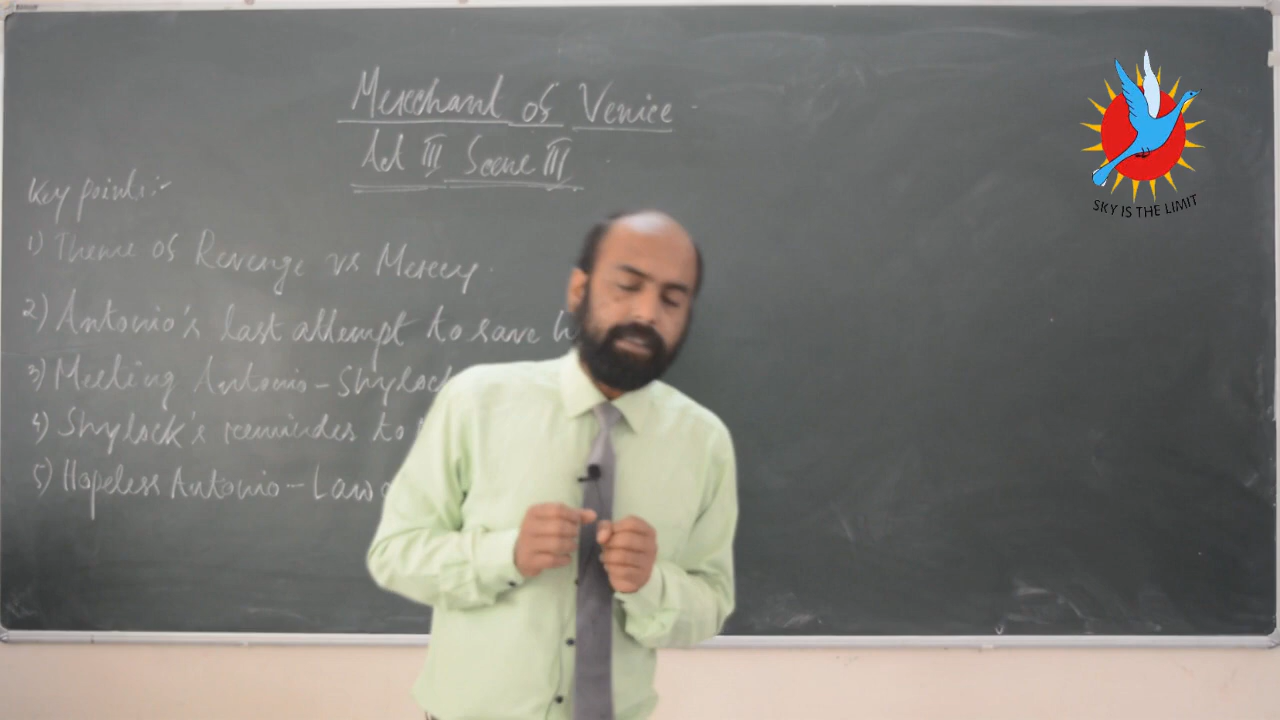 Merchant of Venice
Act III Scene III
Key points:-
1) Theme of Revenge vs Mercy.
2) Antonio's last attempt to save
3) Meeting Antonio-Shylock
4) Shylock's reminder to
5) Hopeless Antonio-Law
SKY IS THE LIMIT